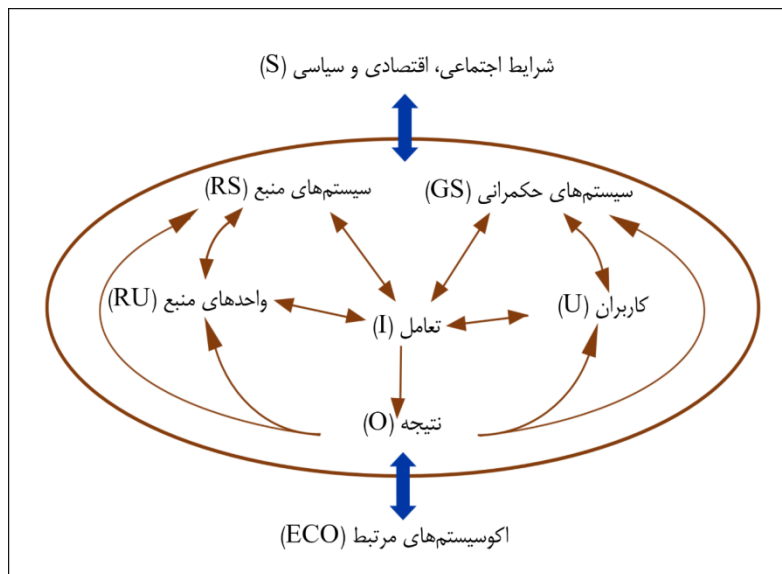 شرایط اجتماعی، اقتصادی و سیاسی (S)
سیستم‌های حکمرانی (GS)
سیستم‌های منبع (RS)
کاربران (U)
واحدهای منبع (RU)
تعامل (I)
نتیجه (O)
اکوسیستم‌های مرتبط (ECO)